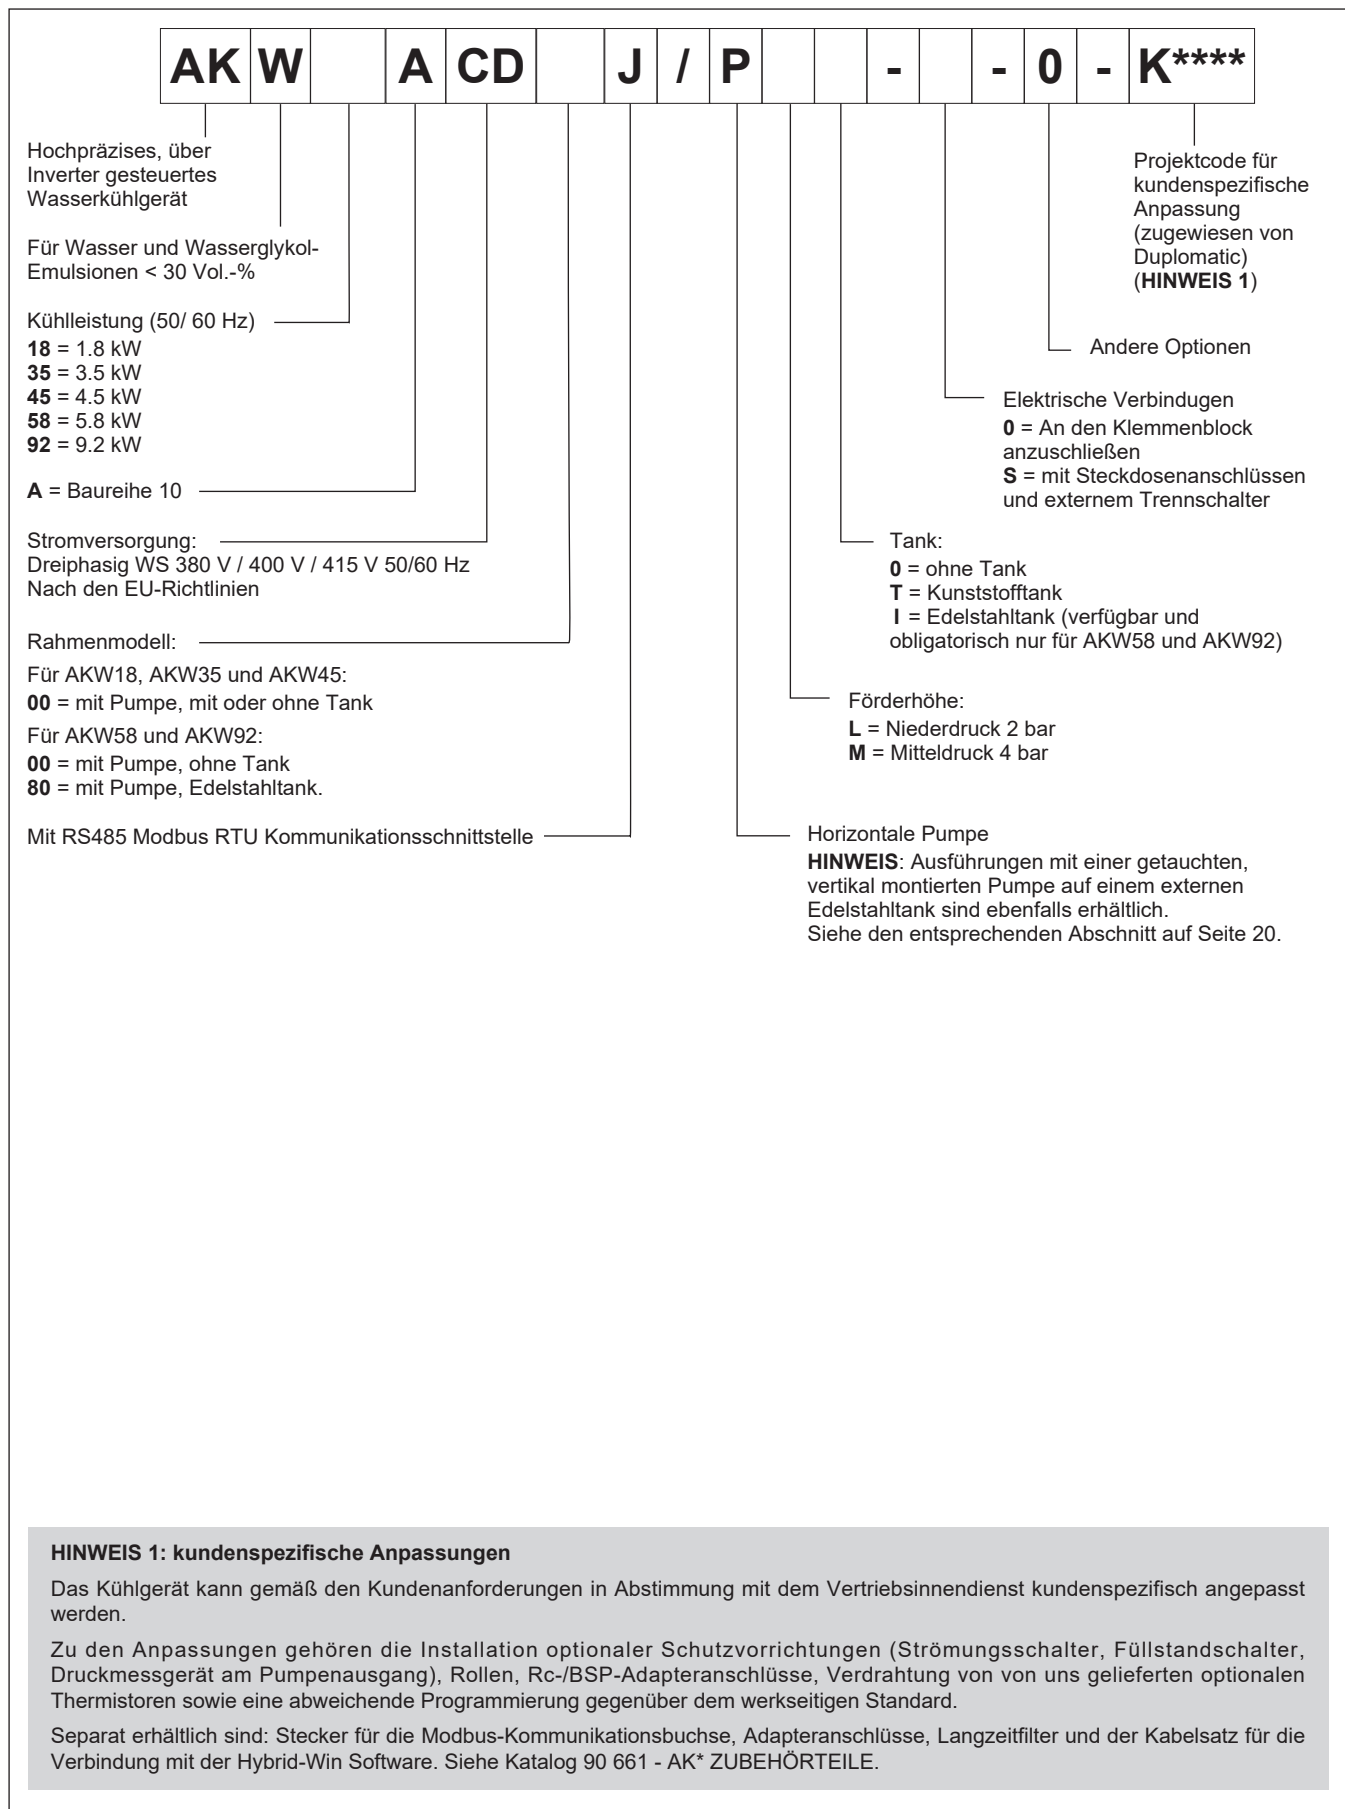 AK W A CD J / P - - 0 - K****
Hochpräzises, über
Inverter gesteuertes
Wasserkühlgerät
Für Wasser und Wasserglykol-
Emulsionen < 30 Vol.-%
Kühlleistung (50/ 60 Hz)
18 = 1.8 kW
35 = 3.5 kW
45 = 4.5 kW
58 = 5.8 kW
92 = 9.2 kW
A = Baureihe 10
Stromversorgung:
Dreiphasig WS 380 V / 400 V / 415 V 50/60 Hz
Nach den EU-Richtlinien
Rahmenmodell:
Für AKW18, AKW35 und AKW45:
00 = mit Pumpe, mit oder ohne Tank
Für AKW58 und AKW92:
00 = mit Pumpe, ohne Tank
80 = mit Pumpe, Edelstahltank.
Mit RS485 Modbus RTU Kommunikationsschnittstelle
Projektcode für
kundenspezifische
Anpassung
(zugewiesen von
Duplomatic)
(HINWEIS 1)
Andere Optionen
Elektrische Verbindugen
0 = An den Klemmenblock
anzuschließen
S = mit Steckdosenanschlüssen
und externem Trennschalter
Tank:
0 = ohne Tank
T = Kunststofftank
I = Edelstahltank (verfügbar und
obligatorisch nur für AKW58 und AKW92)
Förderhöhe:
L = Niederdruck 2 bar
M = Mitteldruck 4 bar
Horizontale Pumpe
HINWEIS: Ausführungen mit einer getauchten,
vertikal montierten Pumpe auf einem externen
Edelstahltank sind ebenfalls erhältlich.
Siehe den entsprechenden Abschnitt auf Seite 20.
HINWEIS 1: kundenspezifische Anpassungen
Das Kühlgerät kann gemäß den Kundenanforderungen in Abstimmung mit dem Vertriebsinnendienst kundenspezifisch angepasst
werden.
Zu den Anpassungen gehören die Installation optionaler Schutzvorrichtungen (Strömungsschalter, Füllstandschalter,
Druckmessgerät am Pumpenausgang), Rollen, Rc-/BSP-Adapteranschlüsse, Verdrahtung von von uns gelieferten optionalen
Thermistoren sowie eine abweichende Programmierung gegenüber dem werkseitigen Standard.
Separat erhältlich sind: Stecker für die Modbus-Kommunikationsbuchse, Adapteranschlüsse, Langzeitfilter und der Kabelsatz für die
Verbindung mit der Hybrid-Win Software. Siehe Katalog 90 661 - AK* ZUBEHÖRTEILE.